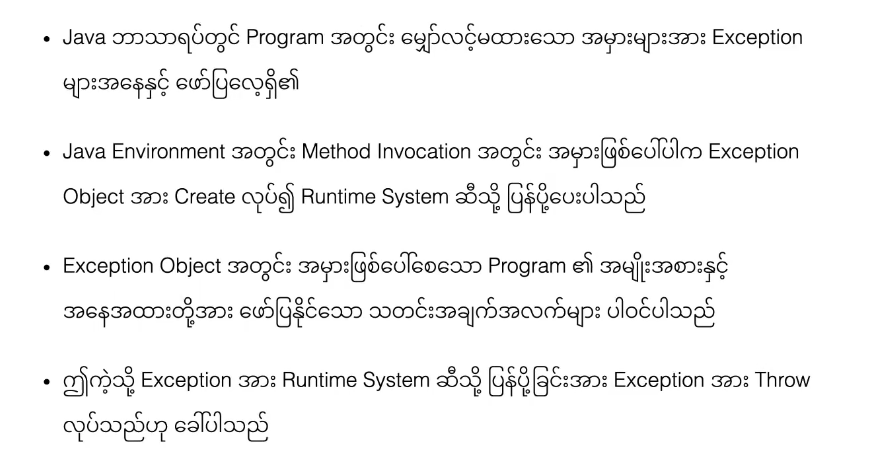 • Java ဘာသာရပ်တွင် Program အတွင်း မျှော်လင့်မထားသော အမှားများအား Exception
များအနေနှင့် ဖော်ပြလေ့ရှိ၏
• Java Environment အတွင်း Method Invocation အတွင်း အမှားဖြစ်ပေါ်ပါက Exception
Object အား Create လုပ်၍ Runtime System ဆီသို့ ပြန်ပို့ပေးပါသည်
• Exception Object အတွင်း အမှားဖြစ်ပေါ်စေသော Program ၏ အမျိုးအစားနှင့်
အနေအထားတို့အား ဖော်ပြနိုင်သော သတင်းအချက်အလက်များ ပါဝင်ပါသည်
• ဤကဲ့သို့ Exception အား Runtime System ဆီသို့ ပြန်ပို့ခြင်းအား Exception အား Throw
လုပ်သည်ဟု ခေါ်ပါသည်